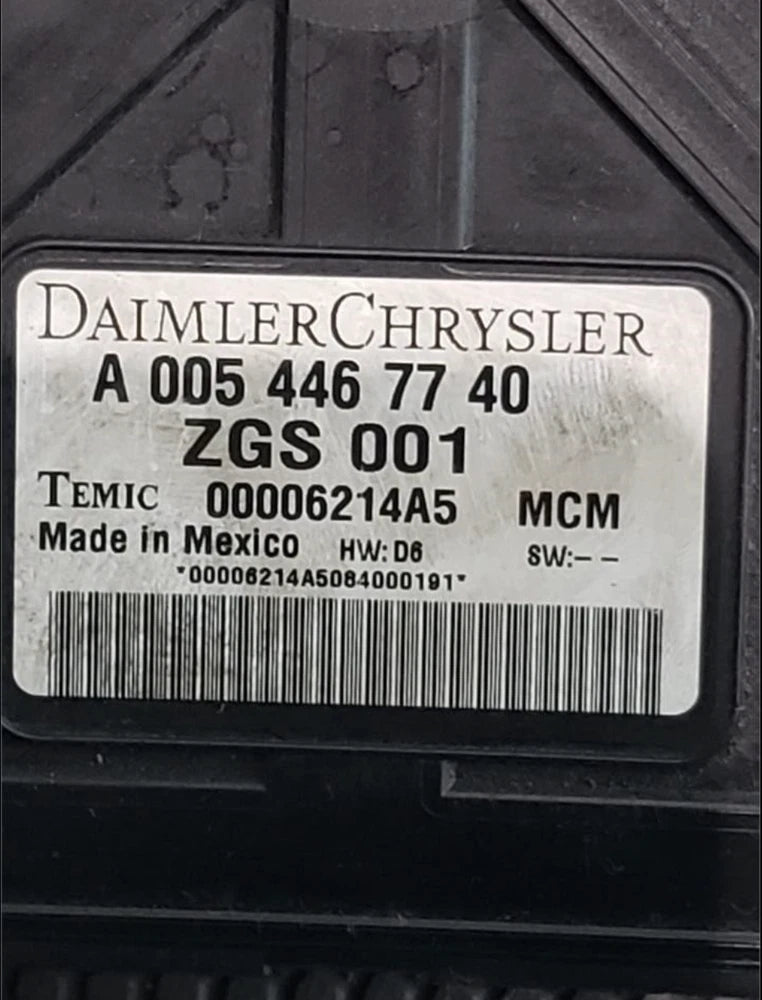 DAIMLERCHRYSLER
A 005 446 77 40
ZGS 001
TEMIC 00006214A5 MCM
Made in Mexico HW: D6 SW:– –
*00006214A5084000191*